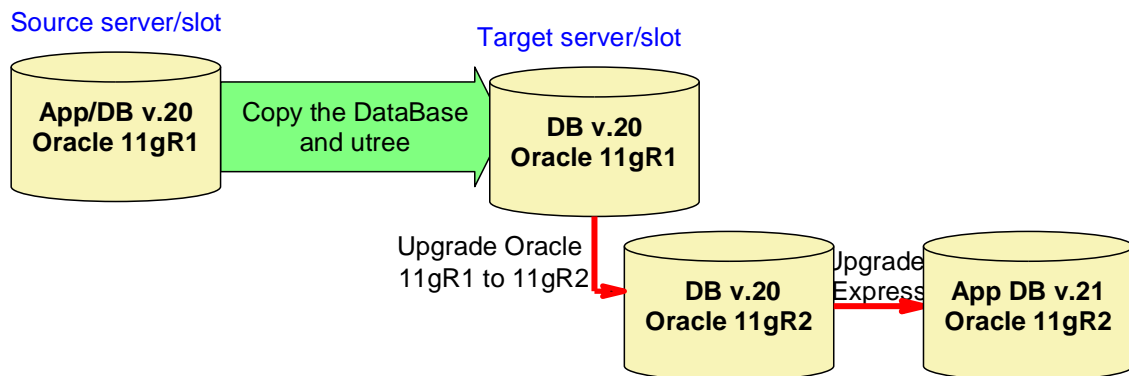 Source server/slot
Target server/slot
App/DB v.20
Oracle 11gR1
Copy the DataBase
and utree
DB v.20
Oracle 11gR1
Upgrade Oracle
11gR1 to 11gR2
DB v.20
Oracle 11gR2
Upgrade
Express
App DB v.21
Oracle 11gR2